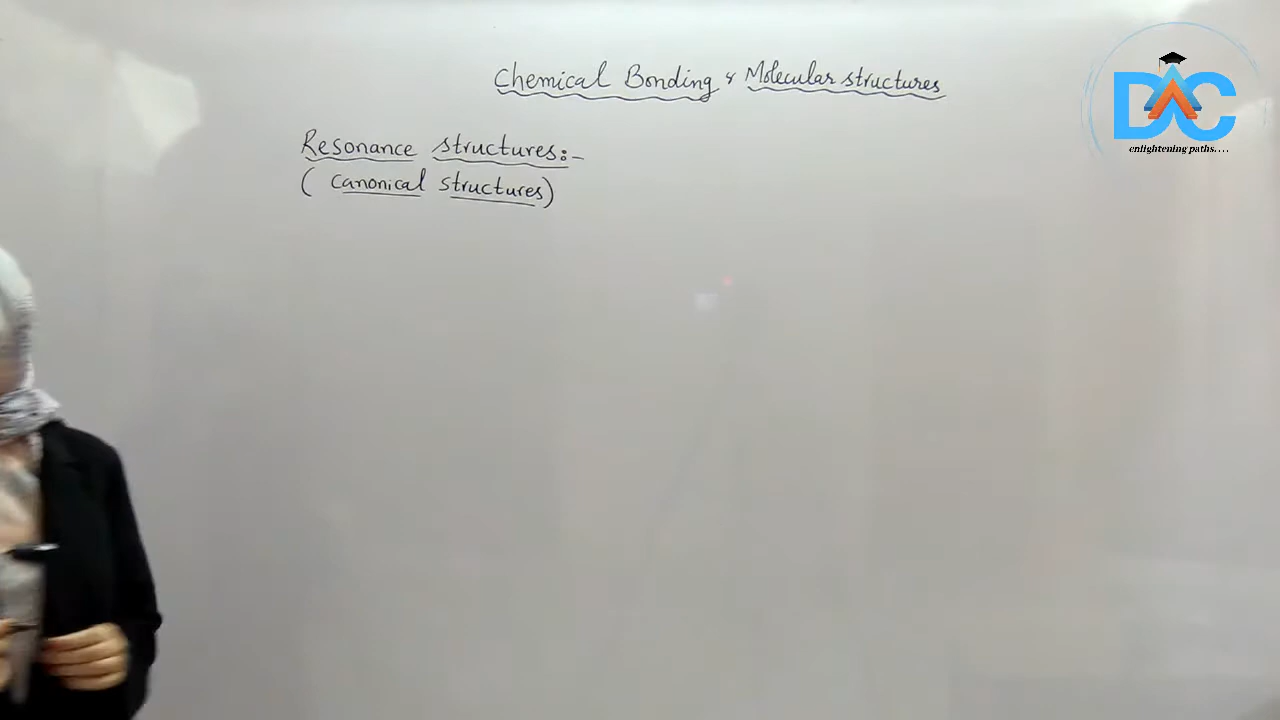 Chemical Bonding & Molecular structures
Resonance structures:-
(Canonical structures)
DAC
enlightening paths....